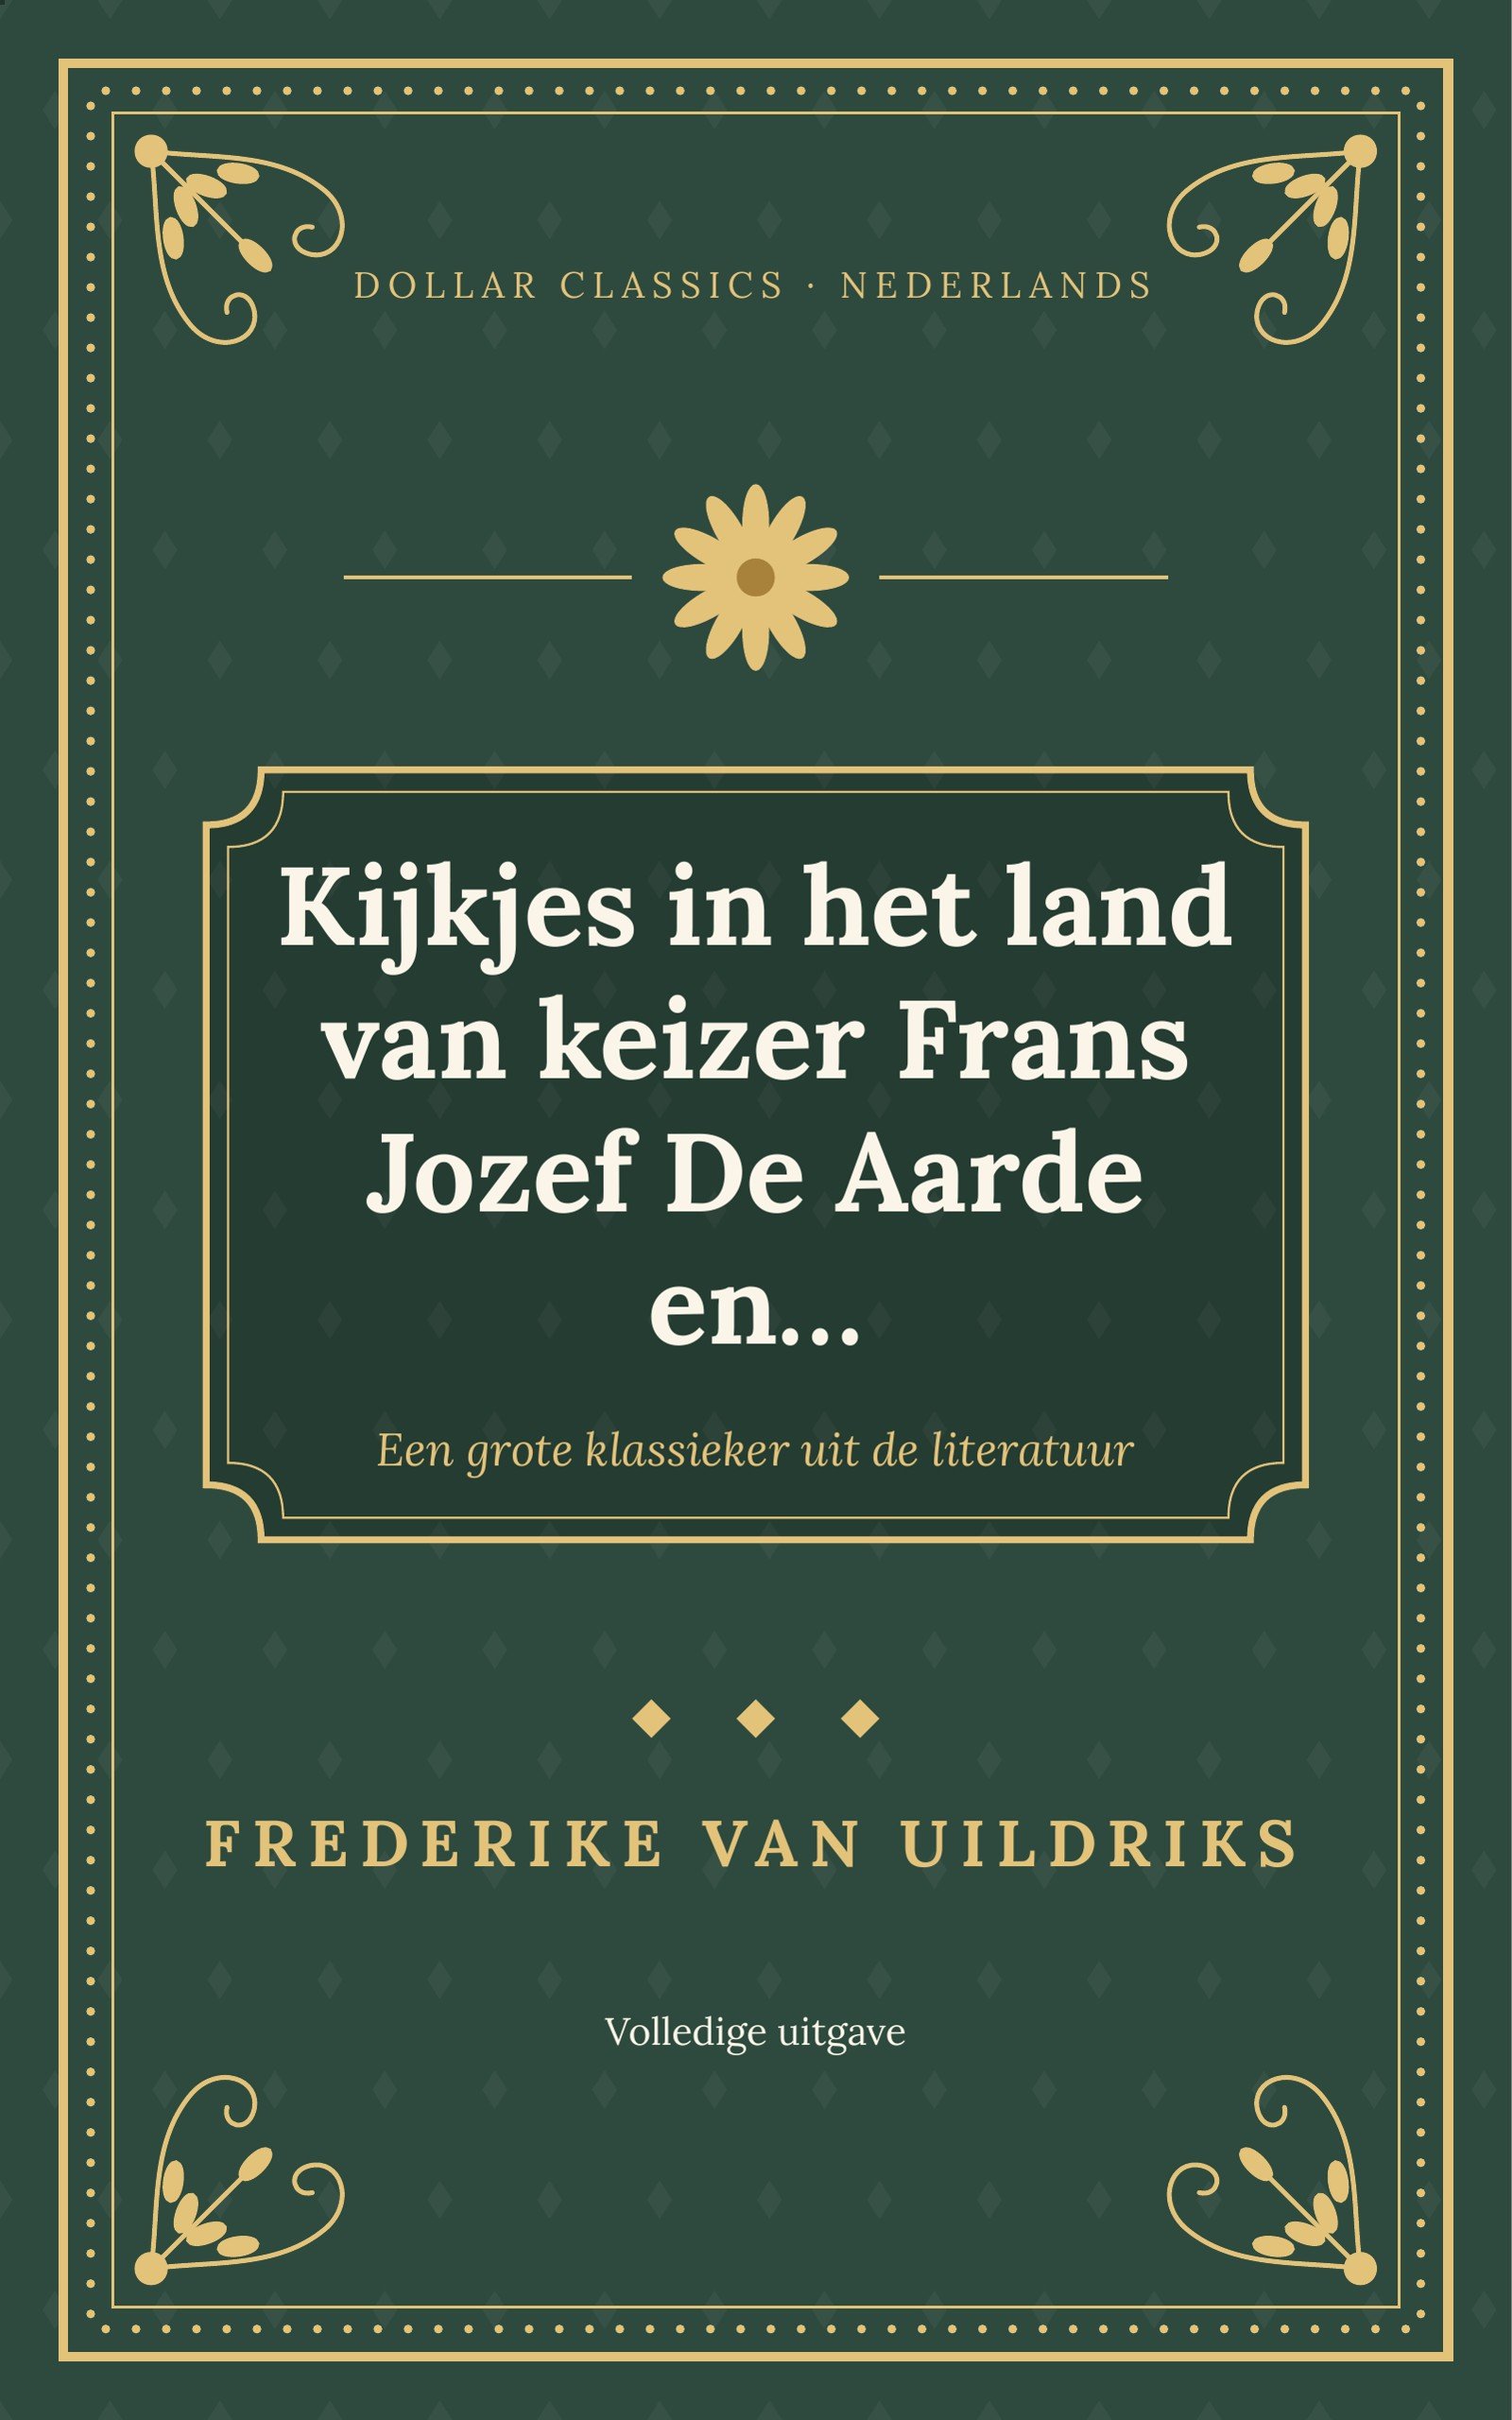 DOLLAR CLASSICS · NEDERLANDS
Kijkjes in het land
van keizer Frans
Jozef De Aarde
en...
Een grote klassieker uit de literatuur
FREDERIKE VAN UILDRIKS
Volledige uitgave